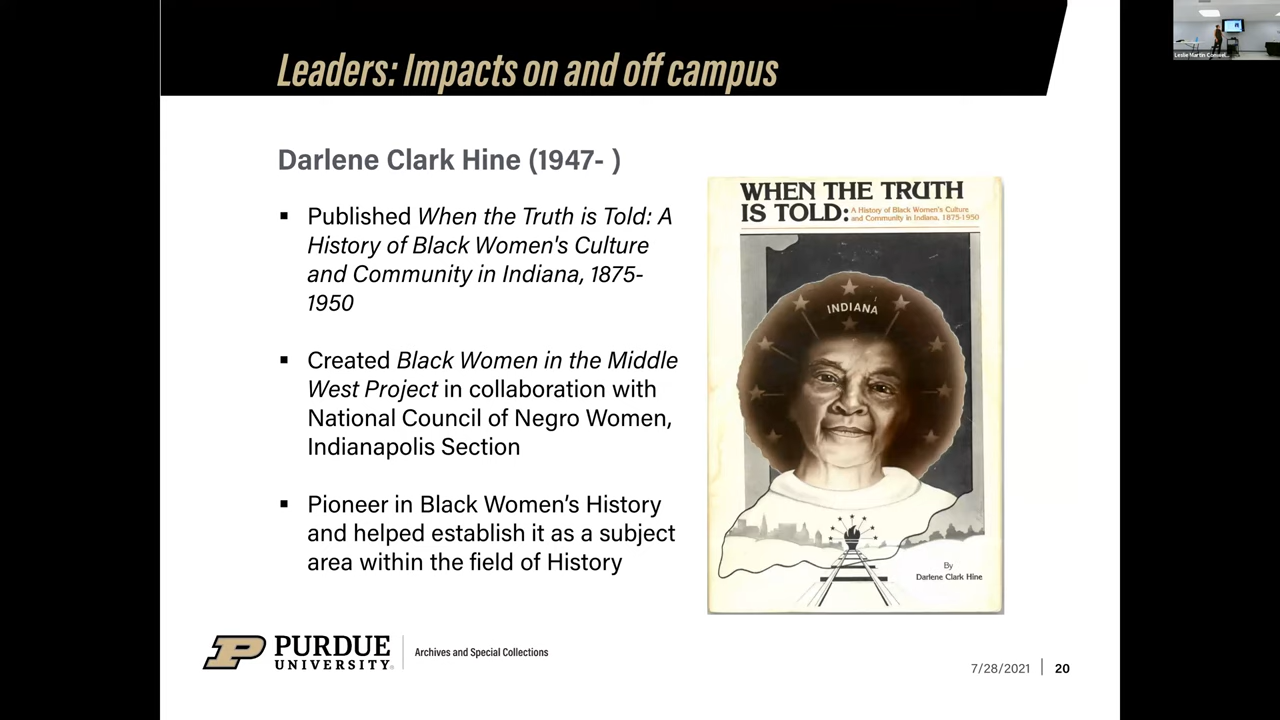 Leaders: Impacts on and off campus
Darlene Clark Hine (1947- )
▪ Published When the Truth is Told: A
History of Black Women's Culture
and Community in Indiana, 1875-
1950
▪ Created Black Women in the Middle
West Project in collaboration with
National Council of Negro Women,
Indianapolis Section
▪ Pioneer in Black Women’s History
and helped establish it as a subject
area within the field of History
WHEN THE TRUTH
IS TOLD: A History of Black Women's Culture
and Community in Indiana, 1875-1950
INDIANA
By
Darlene Clark Hine
P PURDUE
UNIVERSITY®
Archives and Special Collections
7/28/2021 | 20
Leslie Martin